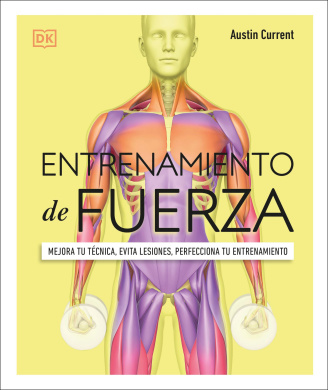 DK
Austin Current
ENTRENAMIENTO
de FUERZA
MEJORA TU TÉCNICA, EVITA LESIONES, PERFECCIONA TU ENTRENAMIENTO